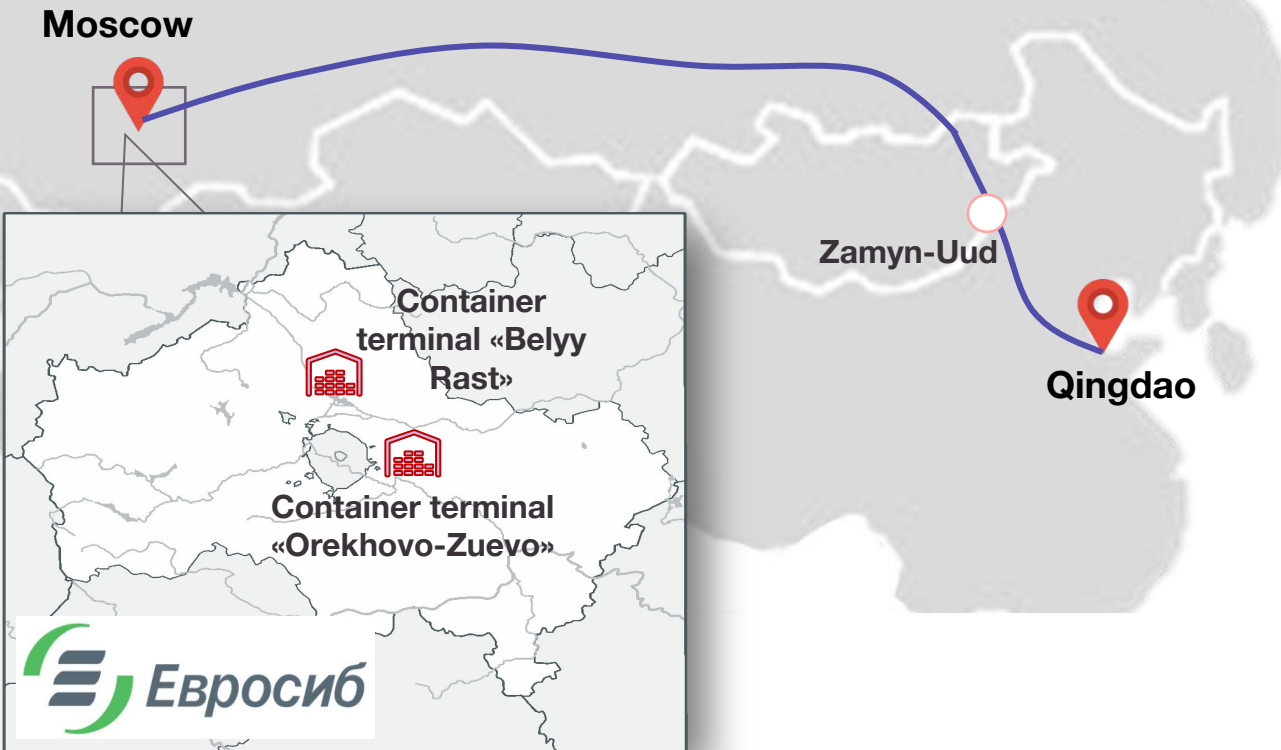 Moscow
Zamyn-Uud
Qingdao
Container
terminal «Belyy
Rast»
Container terminal
«Orekhovo-Zuevo»
Евросиб